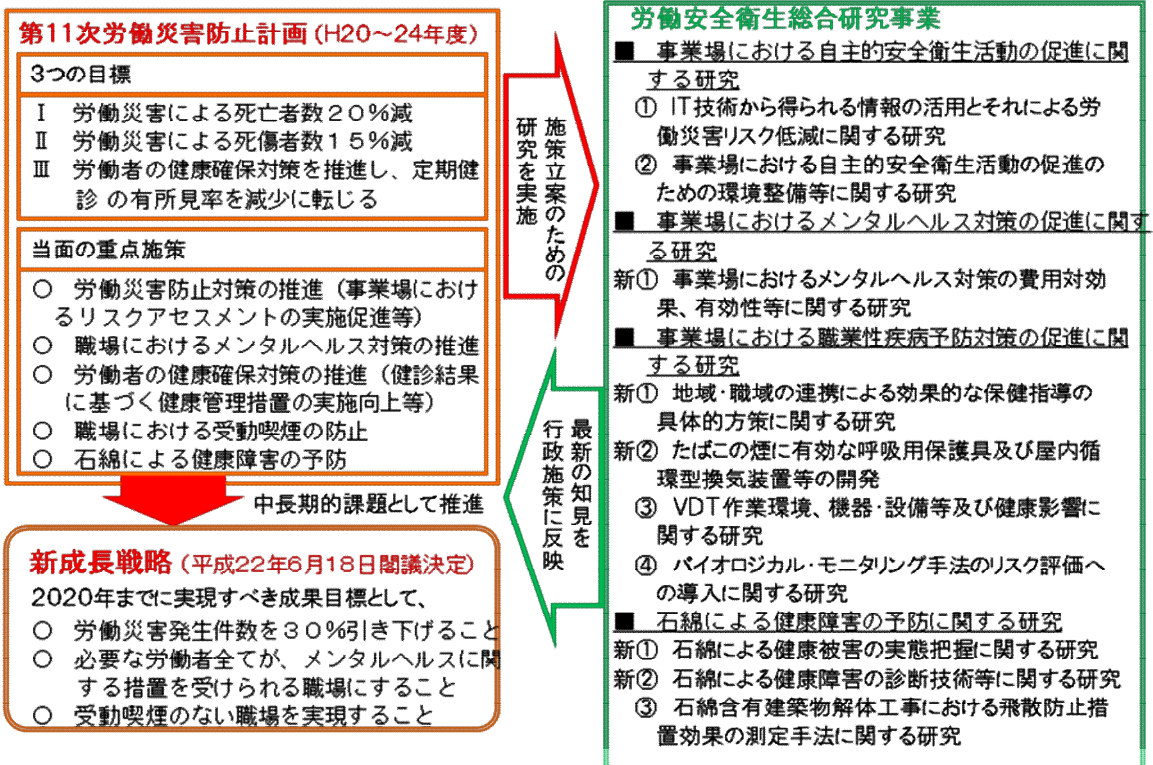 第11次労働災害防止計画(H20～24年度)
3つの目標
Ⅰ 労働災害による死亡者数20%減
Ⅱ 労働災害による死傷者数15%減
Ⅲ 労働者の健康確保対策を推進し、定期健
診 の有所見率を減少に転じる
当面の重点施策
○ 労働災害防止対策の推進(事業場におけ
るリスクアセスメントの実施促進等)
○ 職場におけるメンタルヘルス対策の推進
○ 労働者の健康確保対策の推進(健診結果
に基づく健康管理措置の実施向上等)
○ 職場における受動喫煙の防止
○ 石綿による健康障害の予防
中長期的課題として推進
新成長戦略(平成22年6月18日閣議決定)
2020年までに実現すべき成果目標として、
○ 労働災害発生件数を30%引き下げること
○ 必要な労働者全てが、メンタルヘルスに関
する措置を受けられる職場にすること
○ 受動喫煙のない職場を実現すること
施策立案のための
研究を実施
最新の知見を
行政施策に反映
労働安全衛生総合研究事業
■ 事業場における自主的安全衛生活動の促進に関
する研究
① IT技術から得られる情報の活用とそれによる労
働災害リスク低減に関する研究
② 事業場における自主的安全衛生活動の促進の
ための環境整備等に関する研究
■ 事業場におけるメンタルヘルス対策の促進に関す
る研究
新① 事業場におけるメンタルヘルス対策の費用対効
果、有効性等に関する研究
■ 事業場における職業性疾病予防対策の促進に関
する研究
新① 地域・職域の連携による効果的な保健指導の
具体的方策に関する研究
新② たばこの煙に有効な呼吸用保護具及び屋内循
環型換気装置等の開発
③ VDT作業環境、機器・設備等及び健康影響に
関する研究
④ バイオロジカル・モニタリング手法のリスク評価へ
の導入に関する研究
■ 石綿による健康障害の予防に関する研究
新① 石綿による健康被害の実態把握に関する研究
新② 石綿による健康障害の診断技術等に関する研究
③ 石綿含有建築物解体工事における飛散防止措
置効果の測定手法に関する研究